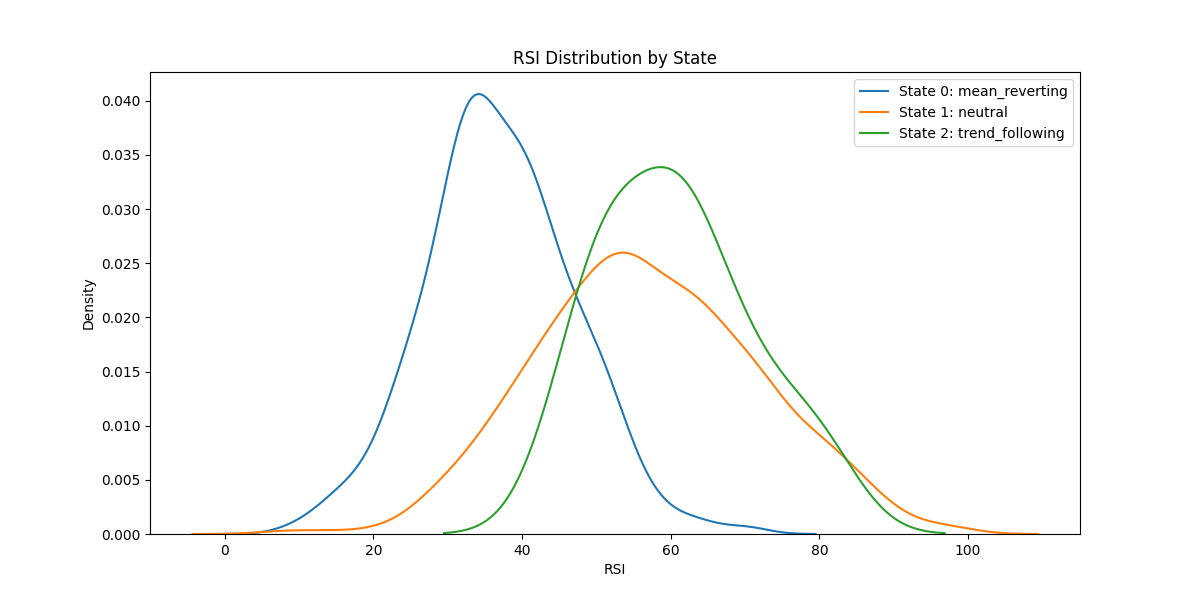 RSI Distribution by State
State 0: mean_reverting
State 1: neutral
State 2: trend_following
Density
0.040
0.035
0.030
0.025
0.020
0.015
0.010
0.005
0.000
0 20 40 60 80 100
RSI